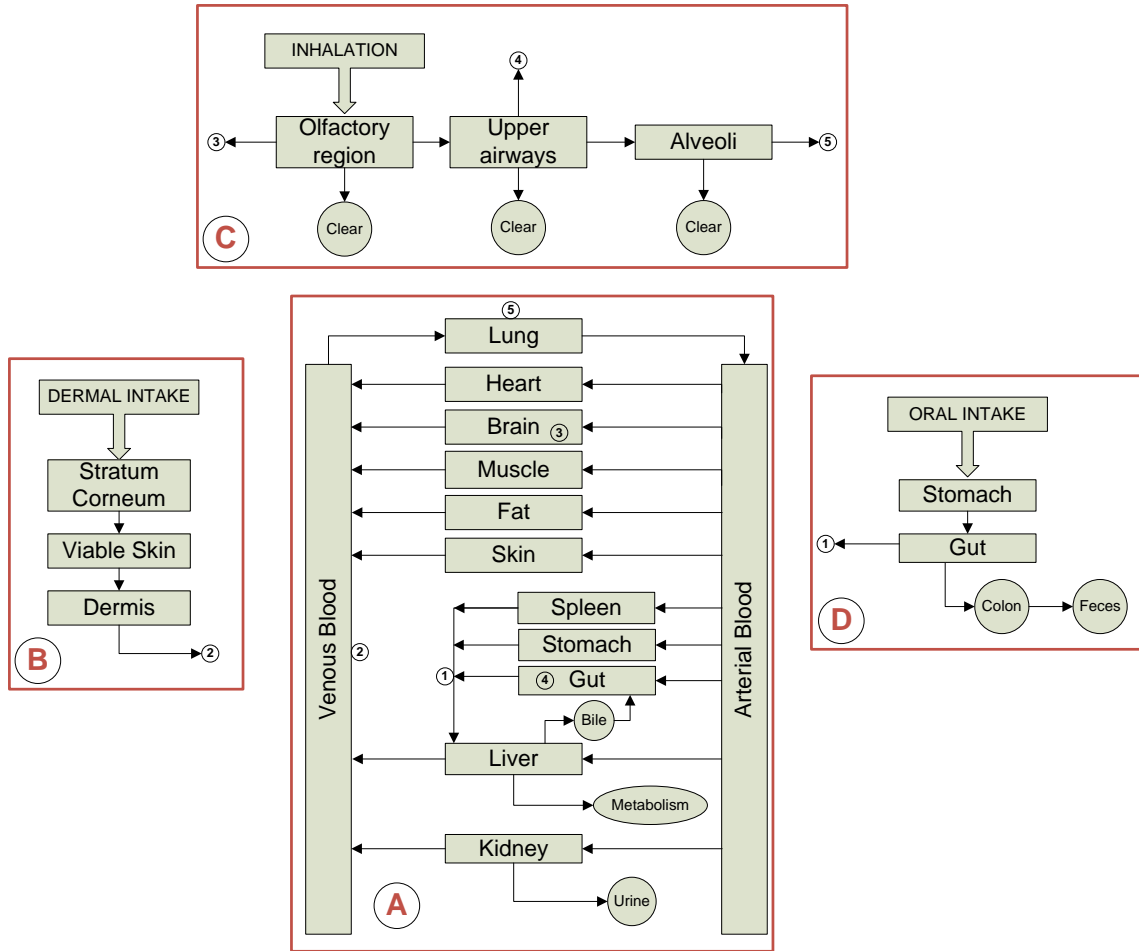 INHALATION
4
3
Olfactory
region
Upper
airways
Alveoli
5
Clear
Clear
Clear
C
5
Lung
Heart
Brain
3
Muscle
Fat
Skin
Spleen
Stomach
4
Gut
1
2
Bile
Liver
Metabolism
Kidney
Urine
Venous Blood
Arterial Blood
A
DERMAL INTAKE
Stratum
Corneum
Viable Skin
Dermis
2
B
ORAL INTAKE
Stomach
1
Gut
Colon
Feces
D